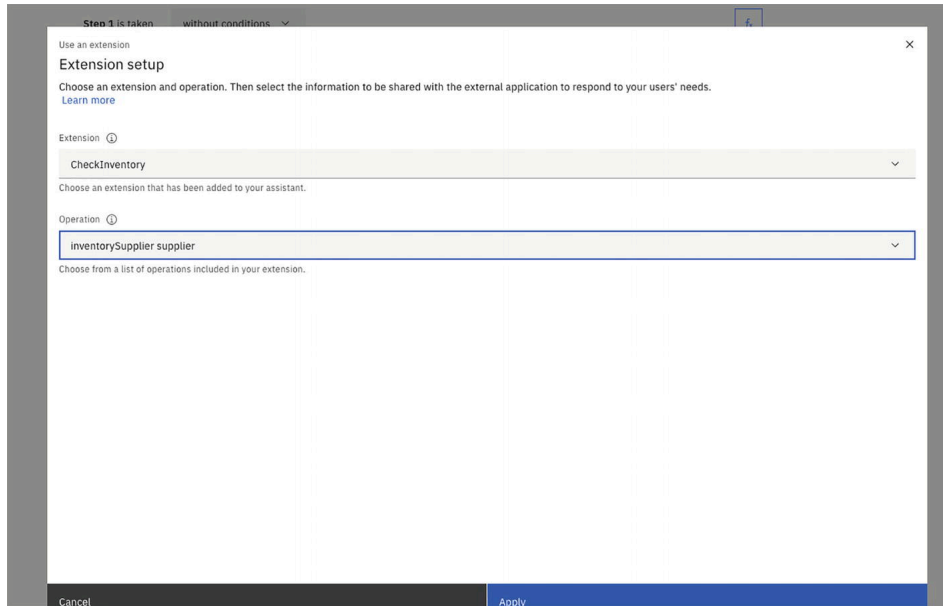 Step 1 is taken without conditions
Use an extension
Extension setup
Choose an extension and operation. Then select the information to be shared with the external application to respond to your users' needs.
Learn more
Extension
CheckInventory
Choose an extension that has been added to your assistant.
Operation
inventorySupplier supplier
Choose from a list of operations included in your extension.
Cancel Apply